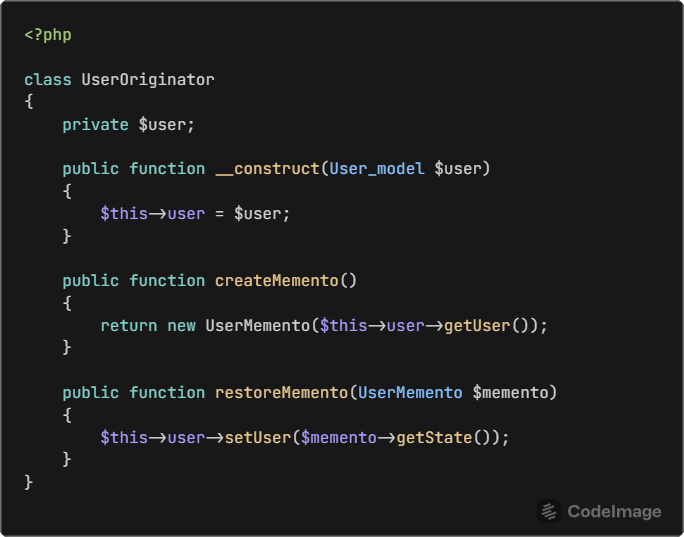 <?php
class UserOriginator
{
private $user;
public function __construct(User_model $user)
{
$this->user = $user;
}
public function createMemento()
{
return new UserMemento($this->user->getUser());
}
public function restoreMemento(UserMemento $memento)
{
$this->user->setUser($memento->getState());
}
}
CodeImage